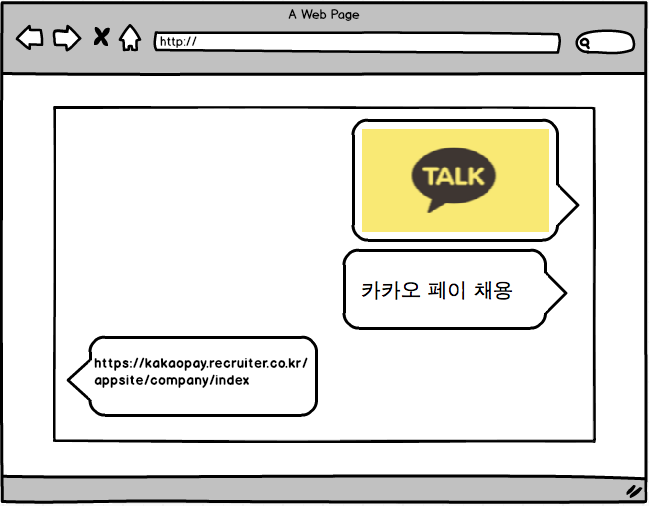 A Web Page
http://
TALK
카카오 페이 채용
https://kakaopay.recruiter.co.kr/
appsite/company/index